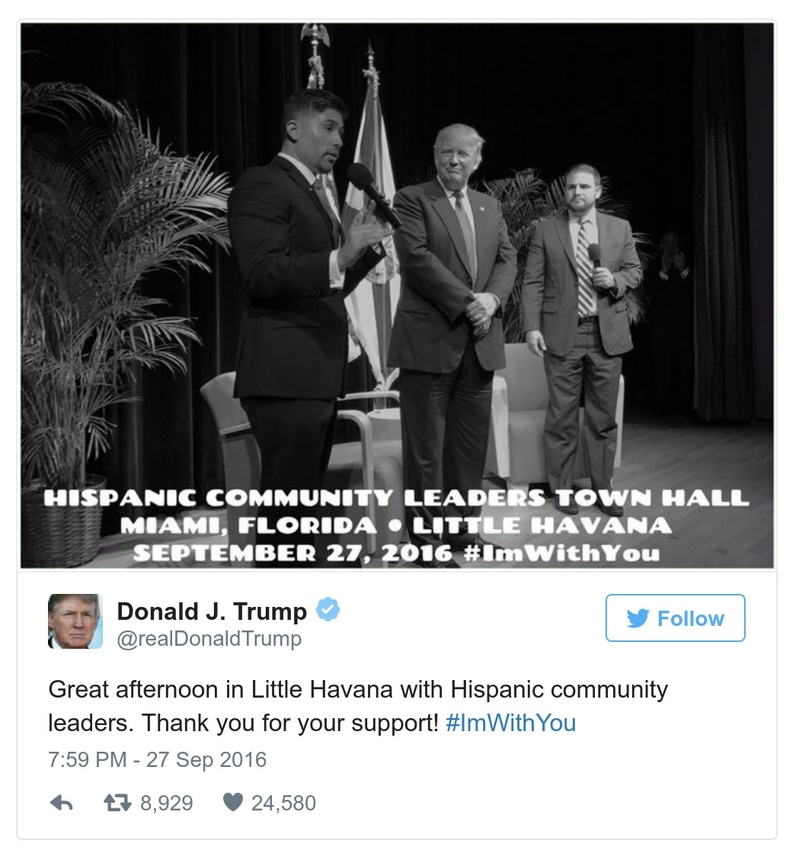 HISPANIC COMMUNITY LEADERS TOWN HALL
MIAMI, FLORIDA • LITTLE HAVANA
SEPTEMBER 27, 2016 #ImWithYou
Donald J. Trump
@realDonaldTrump
Follow
Great afternoon in Little Havana with Hispanic community
leaders. Thank you for your support! #ImWithYou
7:59 PM - 27 Sep 2016
8,929 24,580